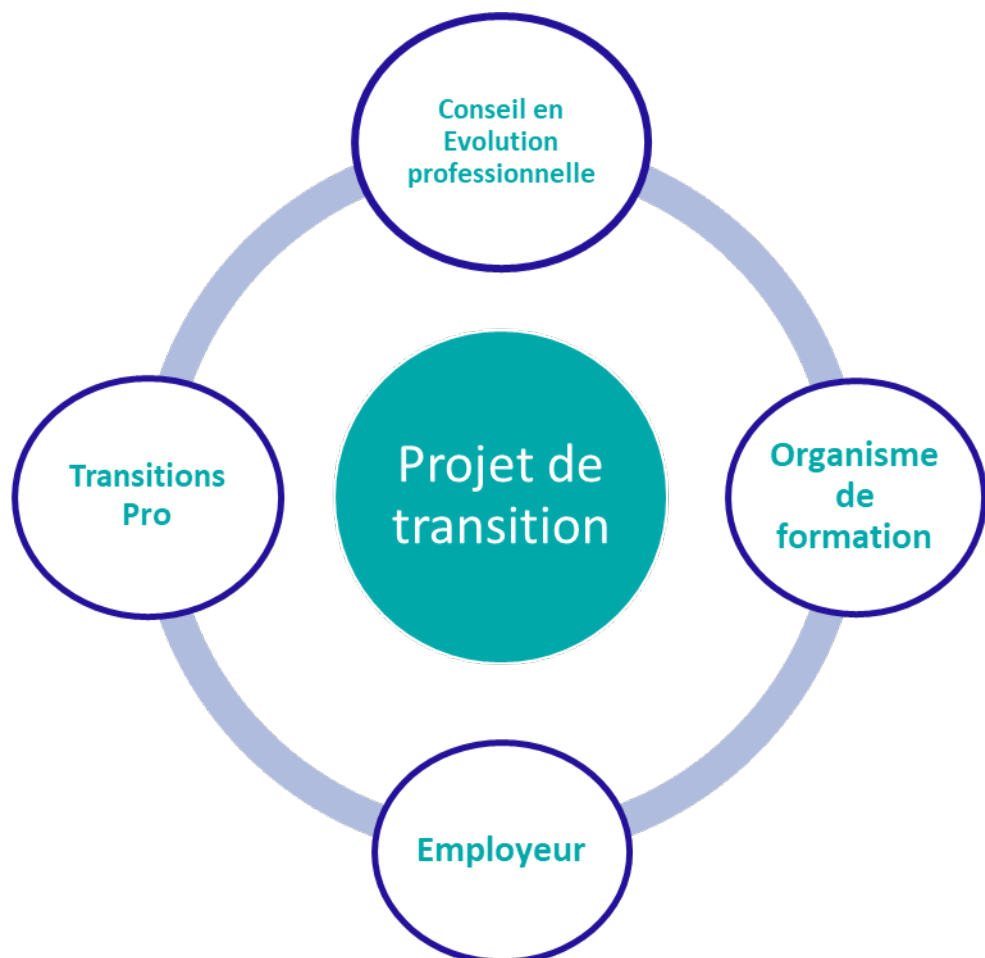 Conseil en
Evolution
professionnelle
Transitions
Pro
Projet de
transition
Organisme
de
formation
Employeur